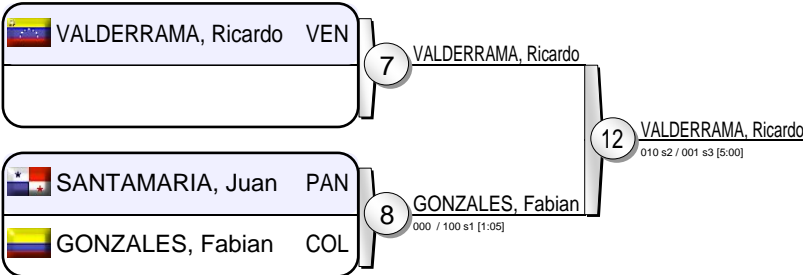 VALDERRAMA, Ricardo VEN
7
VALDERRAMA, Ricardo
12
VALDERRAMA, Ricardo
010 s2 / 001 s3 [5:00]
SANTAMARIA, Juan PAN
8
GONZALES, Fabian
000 / 100 s1 [1:05]
GONZALES, Fabian COL